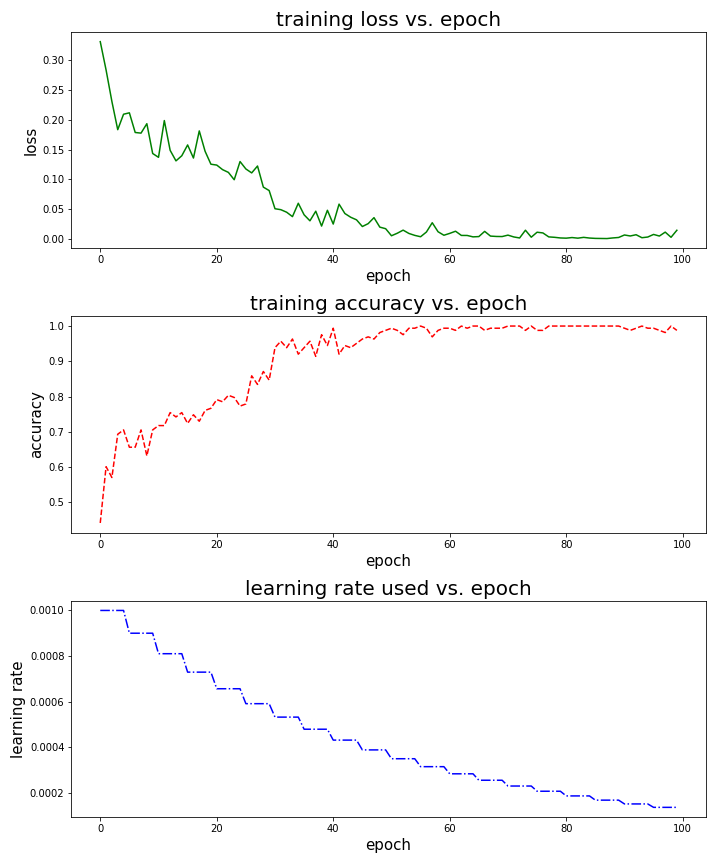 training loss vs. epoch
0.30
0.25
0.20
0.15
0.10
0.05
0.00
loss
0 20 40 60 80 100
epoch
training accuracy vs. epoch
1.0
0.9
0.8
0.7
0.6
0.5
accuracy
0 20 40 60 80 100
epoch
learning rate used vs. epoch
0.0010
0.0008
0.0006
0.0004
0.0002
learning rate
0 20 40 60 80 100
epoch